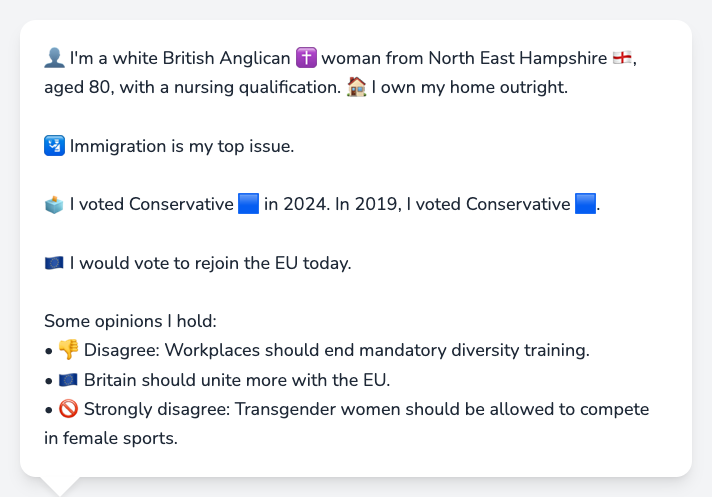 👤 I'm a white British Anglican ✝️ woman from North East Hampshire 🏴󠁧󠁢󠁥󠁮󠁧󠁿,
aged 80, with a nursing qualification. 🏠 I own my home outright.
🛂 Immigration is my top issue.
🗳️ I voted Conservative 🟦 in 2024. In 2019, I voted Conservative 🟦.
🇪🇺 I would vote to rejoin the EU today.
Some opinions I hold:
• 👎 Disagree: Workplaces should end mandatory diversity training.
• 🇪🇺 Britain should unite more with the EU.
• 🚫 Strongly disagree: Transgender women should be allowed to compete
in female sports.